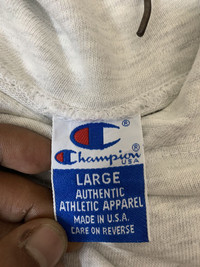 ®
Champion®
USA
LARGE
AUTHENTIC
ATHLETIC APPAREL
MADE IN U.S.A.
CARE ON REVERSE